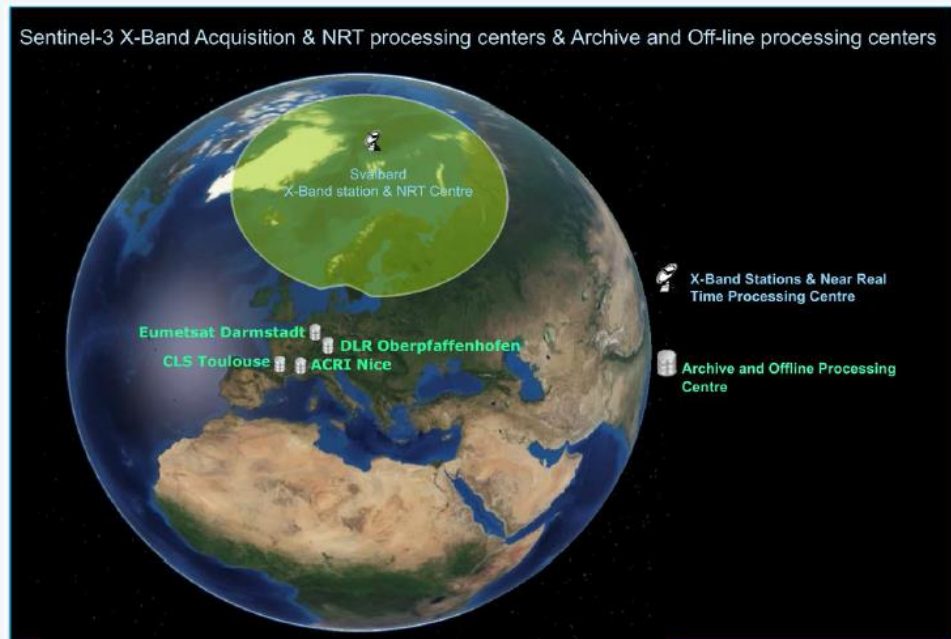 Sentinel-3 X-Band Acquisition & NRT processing centers & Archive and Off-line processing centers
Svalbard
X-Band station & NRT Centre
X-Band Stations & Near Real
Time Processing Centre
Eumetsat Darmstadt
DLR Oberpfaffenhofen
CLS Toulouse
ACRI Nice
Archive and Offline Processing
Centre